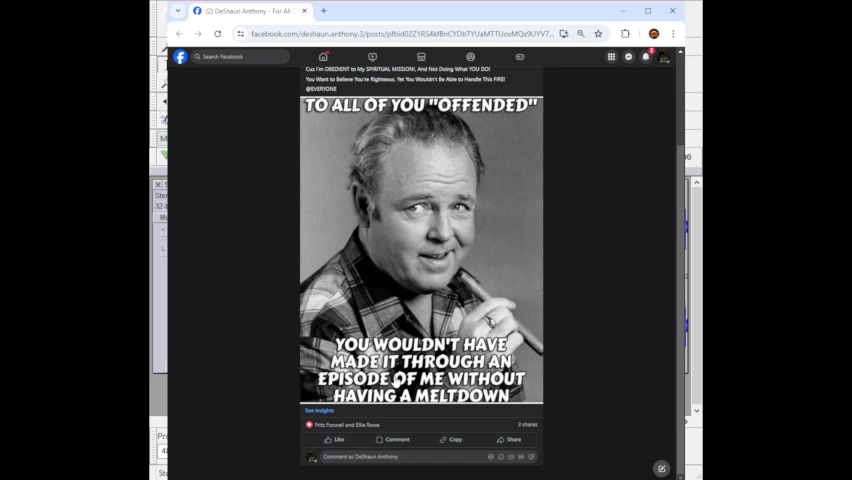 (2) DeShaun Anthony - For All
facebook.com/deshaun.anthony.3/posts/
Search Facebook
2
Cuz I'm OBEDIENT to My SPIRITUAL MISSION!, And Not Doing What YOU DO!
You Want to Believe You're Righteous, Yet You Wouldn't Be Able to Handle This FIRE!
@EVERYONE
TO ALL OF YOU "OFFENDED"
YOU WOULDN'T HAVE
MADE IT THROUGH AN
EPISODE OF ME WITHOUT
HAVING A MELTDOWN
See Insights
Fritz Foxwell and Ellie Rowe
3 shares
Like
Comment
Copy
Share
Comment as DeShaun Anthony